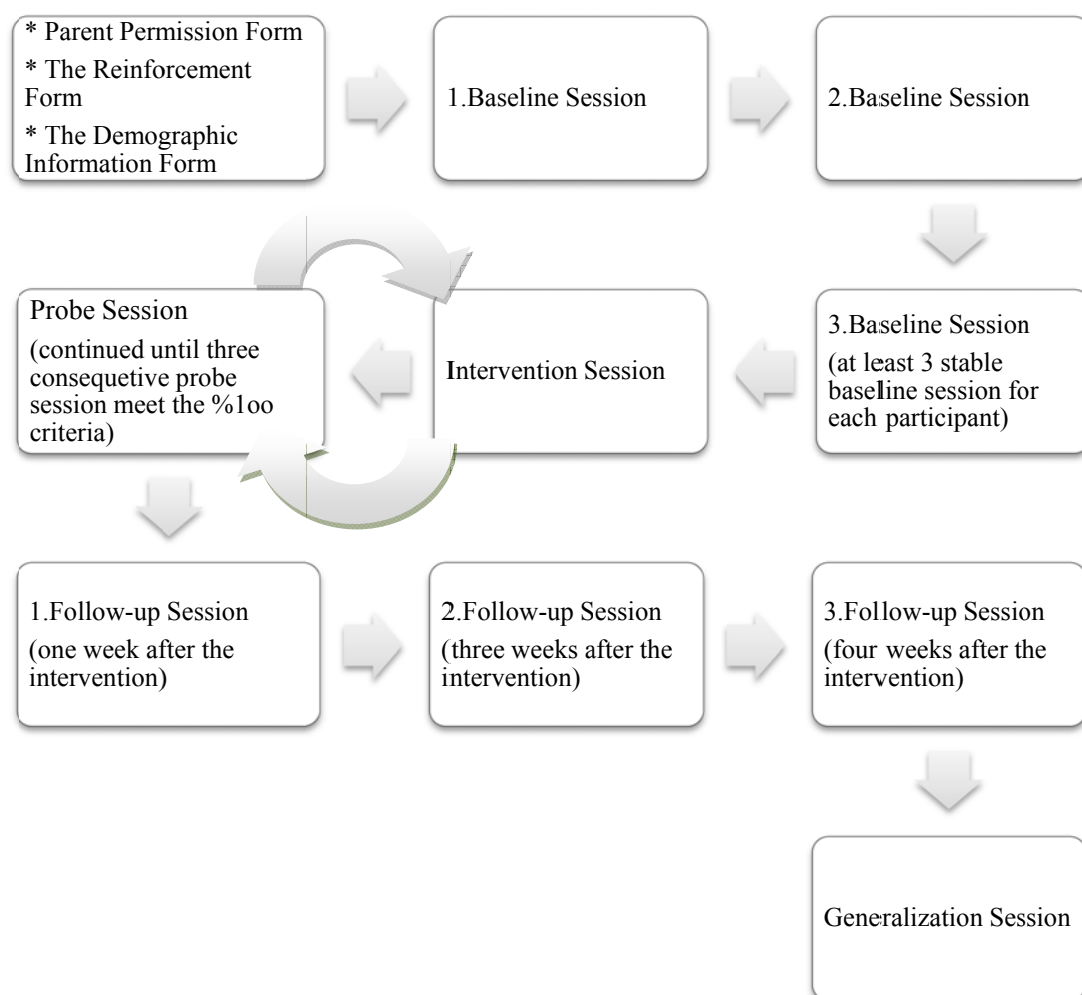 * Parent Permission Form
* The Reinforcement
Form
* The Demographic
Information Form
1.Baseline Session
2.Baseline Session
Probe Session
(continued until three
consequetive probe
session meet the %1oo
criteria)
Intervention Session
3.Baseline Session
(at least 3 stable
baseline session for
each participant)
1.Follow-up Session
(one week after the
intervention)
2.Follow-up Session
(three weeks after the
intervention)
3.Follow-up Session
(four weeks after the
intervention)
Generalization Session